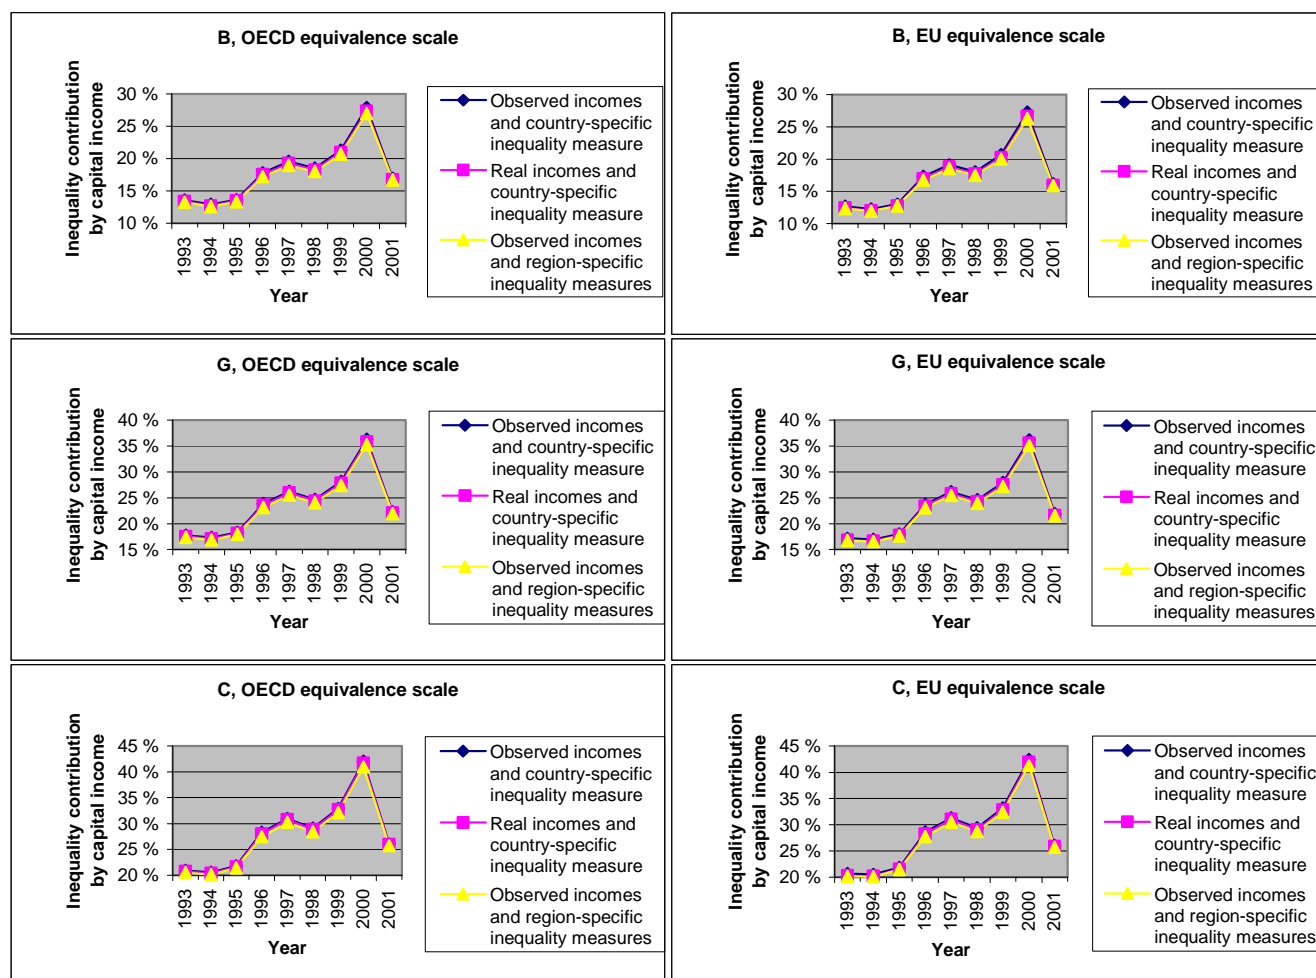 B, OECD equivalence scale
Inequality contribution
by capital income
30 %
25 %
20 %
15 %
10 %
1993
1994
1995
1996
1997
1998
1999
2000
2001
Year
Observed incomes
and country-specific
inequality measure
Real incomes and
country-specific
inequality measure
Observed incomes
and region-specific
inequality measures
B, EU equivalence scale
Inequality contribution
by capital income
30 %
25 %
20 %
15 %
10 %
1993
1994
1995
1996
1997
1998
1999
2000
2001
Year
Observed incomes
and country-specific
inequality measure
Real incomes and
country-specific
inequality measure
Observed incomes
and region-specific
inequality measures
G, OECD equivalence scale
Inequality contribution
by capital income
40 %
35 %
30 %
25 %
20 %
15 %
1993
1994
1995
1996
1997
1998
1999
2000
2001
Year
Observed incomes
and country-specific
inequality measure
Real incomes and
country-specific
inequality measure
Observed incomes
and region-specific
inequality measures
G, EU equivalence scale
Inequality contribution
by capital income
40 %
35 %
30 %
25 %
20 %
15 %
1993
1994
1995
1996
1997
1998
1999
2000
2001
Year
Observed incomes
and country-specific
inequality measure
Real incomes and
country-specific
inequality measure
Observed incomes
and region-specific
inequality measures
C, OECD equivalence scale
Inequality contribution
by capital income
45 %
40 %
35 %
30 %
25 %
20 %
1993
1994
1995
1996
1997
1998
1999
2000
2001
Year
Observed incomes
and country-specific
inequality measure
Real incomes and
country-specific
inequality measure
Observed incomes
and region-specific
inequality measures
C, EU equivalence scale
Inequality contribution
by capital income
45 %
40 %
35 %
30 %
25 %
20 %
1993
1994
1995
1996
1997
1998
1999
2000
2001
Year
Observed incomes
and country-specific
inequality measure
Real incomes and
country-specific
inequality measure
Observed incomes
and region-specific
inequality measures